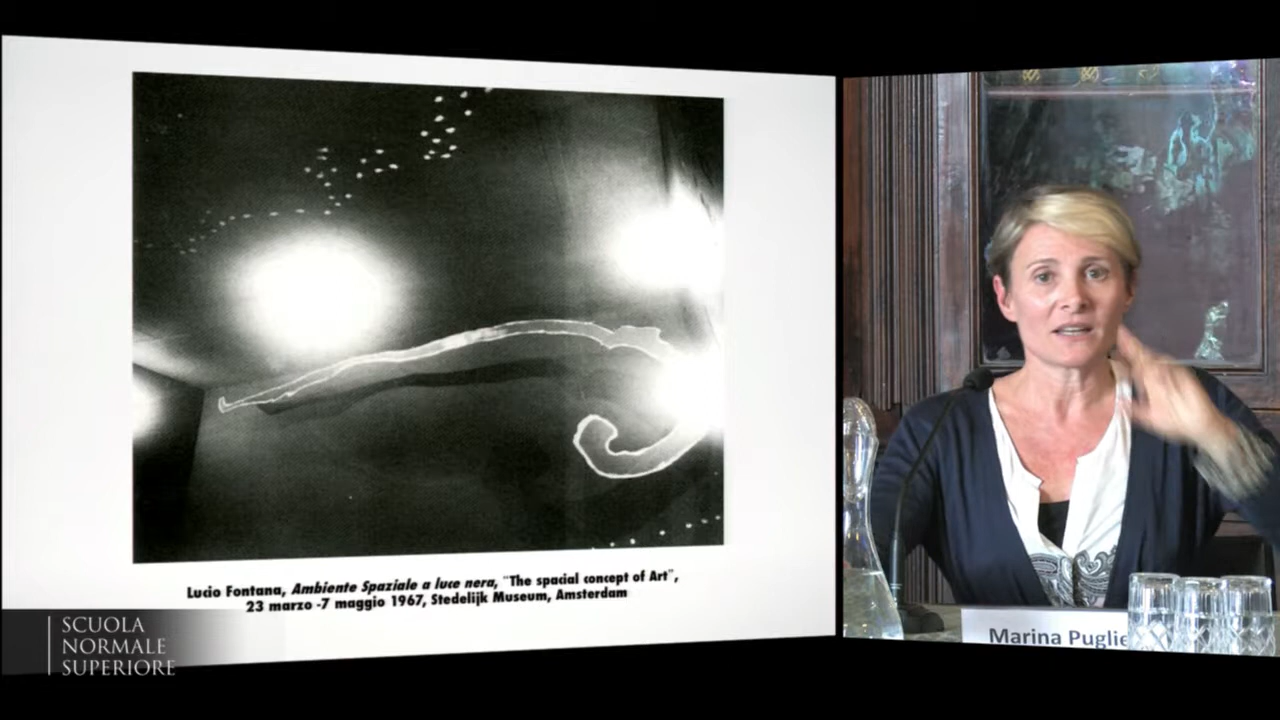 Lucio Fontana, Ambiente Spaziale a luce nera, "The spacial concept of Art",
23 marzo -7 maggio 1967, Stedelijk Museum, Amsterdam
SCUOLA
NORMALE
SUPERIORE
Marina Puglie